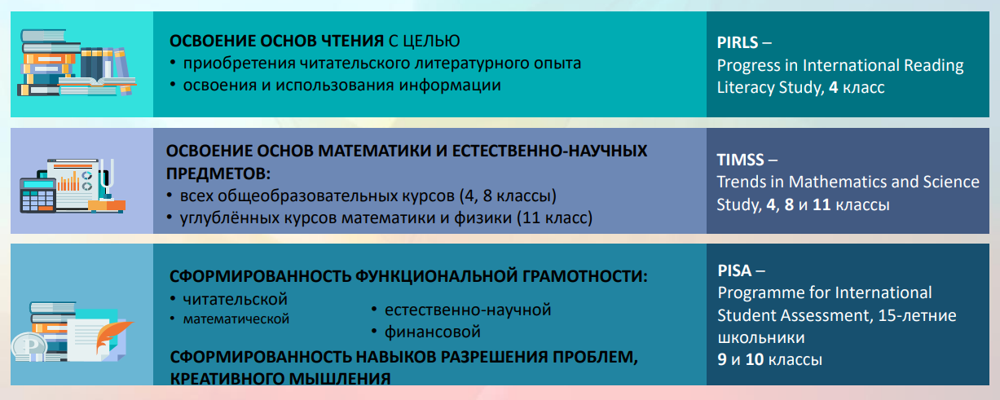 ОСВОЕНИЕ ОСНОВ ЧТЕНИЯ С ЦЕЛЬЮ
• приобретения читательского литературного опыта
• освоения и использования информации
PIRLS –
Progress in International Reading
Literacy Study, 4 класс
ОСВОЕНИЕ ОСНОВ МАТЕМАТИКИ И ЕСТЕСТВЕННО-НАУЧНЫХ
ПРЕДМЕТОВ:
• всех общеобразовательных курсов (4, 8 классы)
• углублённых курсов математики и физики (11 класс)
TIMSS –
Trends in Mathematics and Science
Study, 4, 8 и 11 классы
СФОРМИРОВАННОСТЬ ФУНКЦИОНАЛЬНОЙ ГРАМОТНОСТИ:
• читательской
• математической
• естественно-научной
• финансовой
СФОРМИРОВАННОСТЬ НАВЫКОВ РАЗРЕШЕНИЯ ПРОБЛЕМ,
КРЕАТИВНОГО МЫШЛЕНИЯ
PISA –
Programme for International
Student Assessment, 15-летние
школьники
9 и 10 классы